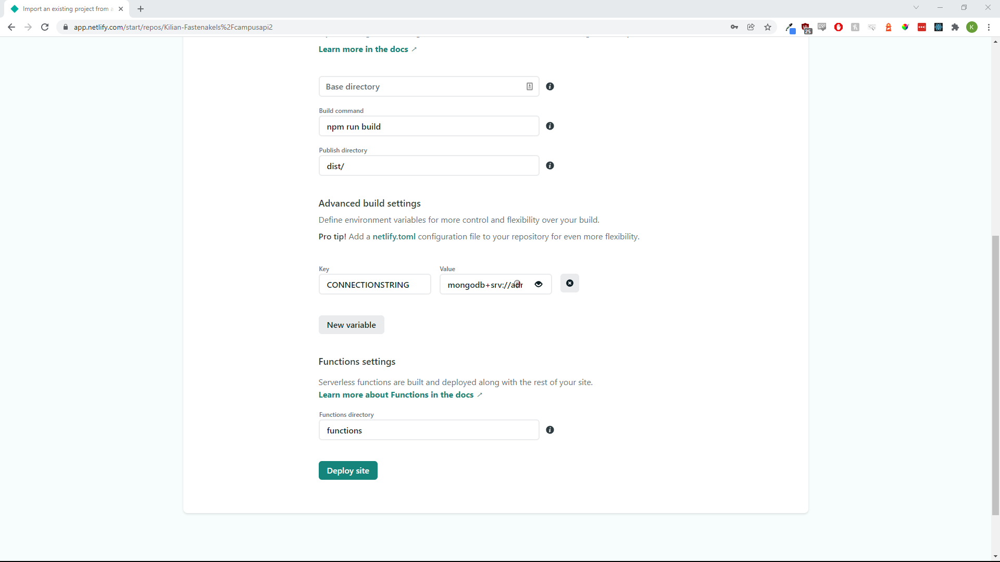 Import an existing project from a
app.netlify.com/start/repos/Kilian-Fastenakels%2Fcampusapi2
25
K
Learn more in the docs
Base directory
Build command
npm run build
Publish directory
dist/
Advanced build settings
Define environment variables for more control and flexibility over your build.
Pro tip! Add a netlify.toml configuration file to your repository for even more flexibility.
Key Value
CONNECTIONSTRING mongodb+srv://adr
New variable
Functions settings
Serverless functions are built and deployed along with the rest of your site.
Learn more about Functions in the docs
Functions directory
functions
Deploy site